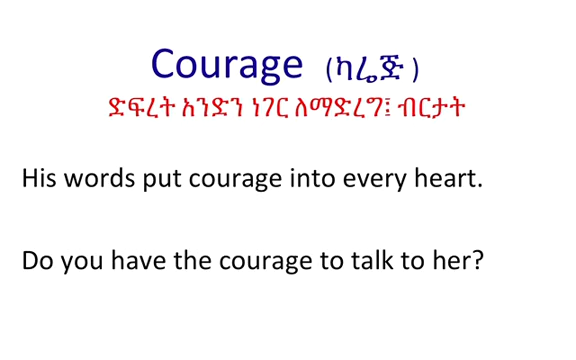 Courage (ካሬጅ )
ድፍረት አንድን ነገር ለማድረግ፤ ብርታት
His words put courage into every heart.
Do you have the courage to talk to her?